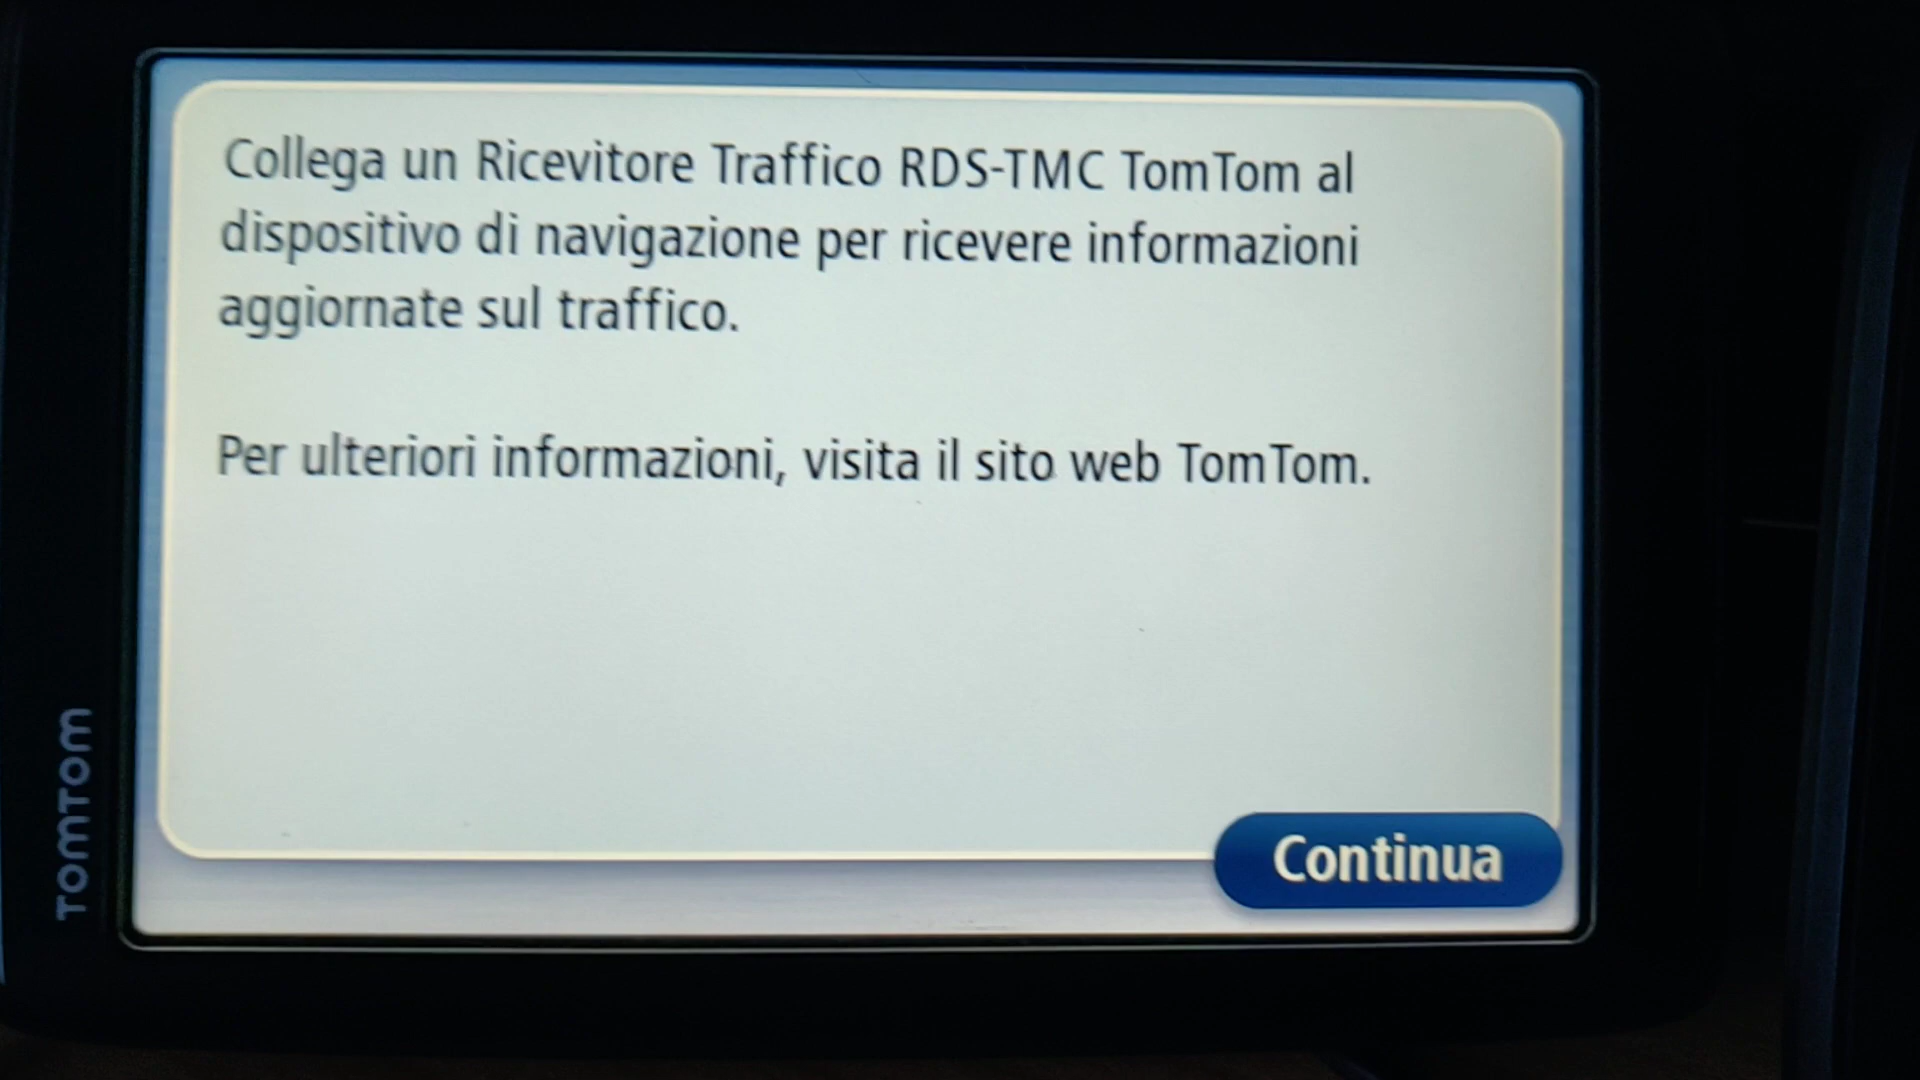 Collega un Ricevitore Traffico RDS-TMC TomTom al
dispositivo di navigazione per ricevere informazioni
aggiornate sul traffico.
Per ulteriori informazioni, visita il sito web TomTom.
Continua
TOMTOM